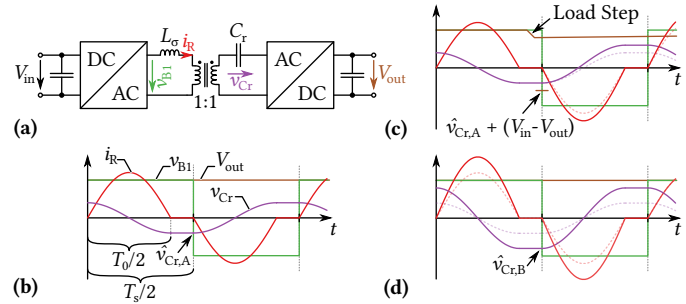 L_σ i_R C_r
V_in DC AC v_B1 v_Cr AC DC V_out
1:1
(a)
i_R v_B1 V_out
v_Cr
t
v̂_Cr,A
T_0/2
T_s/2
(b)
Load Step
t
v̂_Cr,A + (V_in-V_out)
(c)
t
v̂_Cr,B
(d)